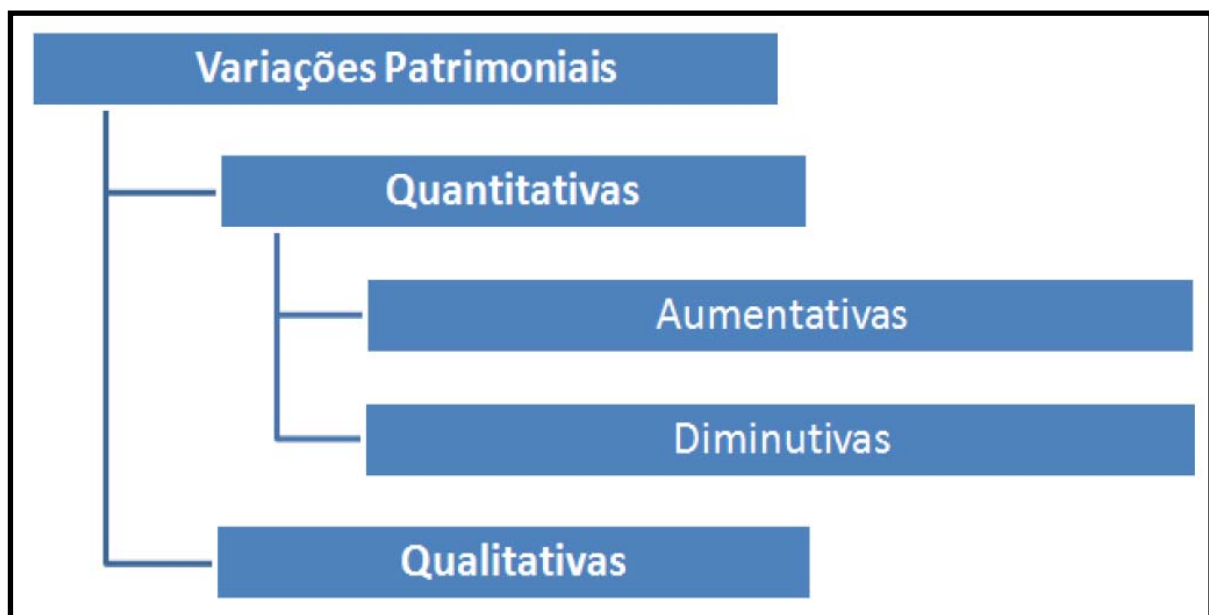 Variações Patrimoniais
Quantitativas
Aumentativas
Diminutivas
Qualitativas